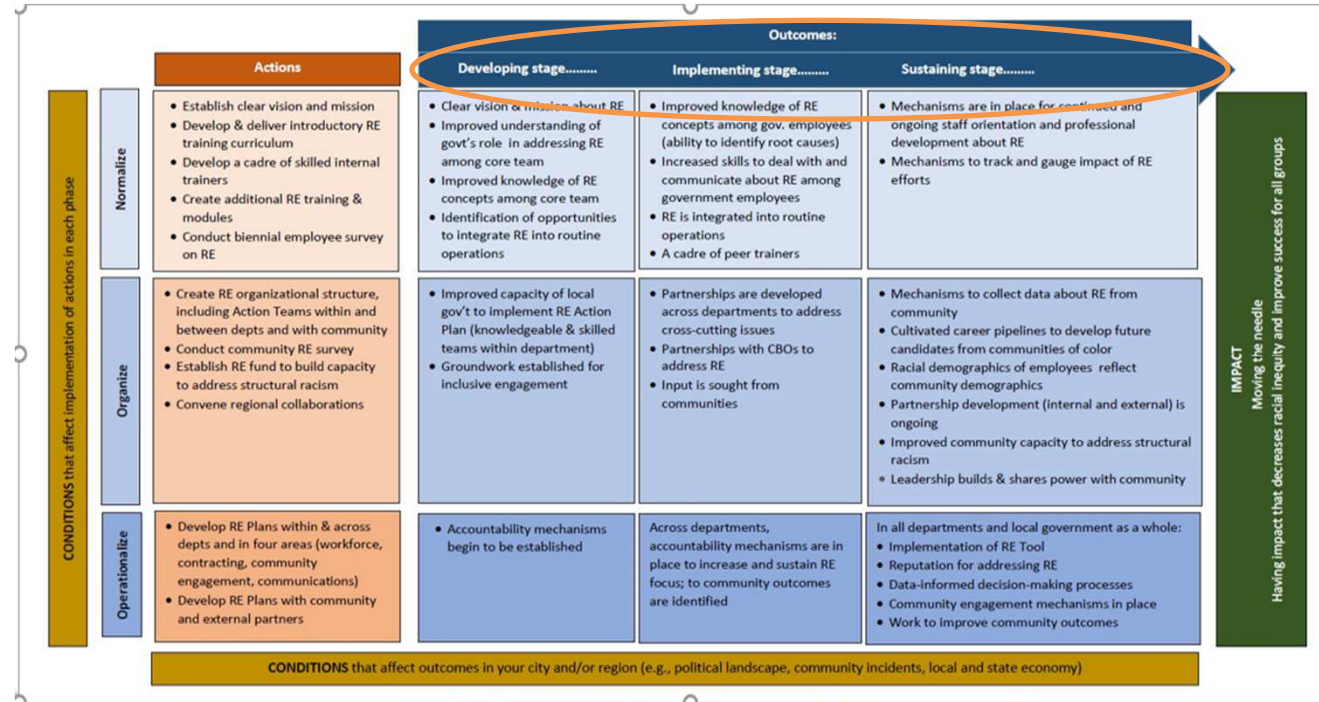 Outcomes:
Actions
Developing stage.........
Implementing stage.........
Sustaining stage.........
CONDITIONS that affect implementation of actions in each phase
Normalize
• Establish clear vision and mission
• Develop & deliver introductory RE
training curriculum
• Develop a cadre of skilled internal
trainers
• Create additional RE training &
modules
• Conduct biennial employee survey
on RE
• Clear vision & mission about RE
• Improved understanding of
govt's role in addressing RE
among core team
• Improved knowledge of RE
concepts among core team
• Identification of opportunities
to integrate RE into routine
operations
• Improved knowledge of RE
concepts among gov. employees
(ability to identify root causes)
• Increased skills to deal with and
communicate about RE among
government employees
• RE is integrated into routine
operations
• A cadre of peer trainers
• Mechanisms are in place for continued and
ongoing staff orientation and professional
development about RE
• Mechanisms to track and gauge impact of RE
efforts
Organize
• Create RE organizational structure,
including Action Teams within and
between depts and with community
• Conduct community RE survey
• Establish RE fund to build capacity
to address structural racism
• Convene regional collaborations
• Improved capacity of local
gov't to implement RE Action
Plan (knowledgeable & skilled
teams within department)
• Groundwork established for
inclusive engagement
• Partnerships are developed
across departments to address
cross-cutting issues
• Partnerships with CBOs to
address RE
• Input is sought from
communities
• Mechanisms to collect data about RE from
community
• Cultivated career pipelines to develop future
candidates from communities of color
• Racial demographics of employees reflect
community demographics
• Partnership development (internal and external) is
ongoing
• Improved community capacity to address structural
racism
• Leadership builds & shares power with community
Operationalize
• Develop RE Plans within & across
depts and in four areas (workforce,
contracting, community
engagement, communications)
• Develop RE Plans with community
and external partners
• Accountability mechanisms
begin to be established
Across departments,
accountability mechanisms are in
place to increase and sustain RE
focus; to community outcomes
are identified
In all departments and local government as a whole:
• Implementation of RE Tool
• Reputation for addressing RE
• Data-informed decision-making processes
• Community engagement mechanisms in place
• Work to improve community outcomes
IMPACT
Moving the needle
Having impact that decreases racial inequity and improve success for all groups
CONDITIONS that affect outcomes in your city and/or region (e.g., political landscape, community incidents, local and state economy)